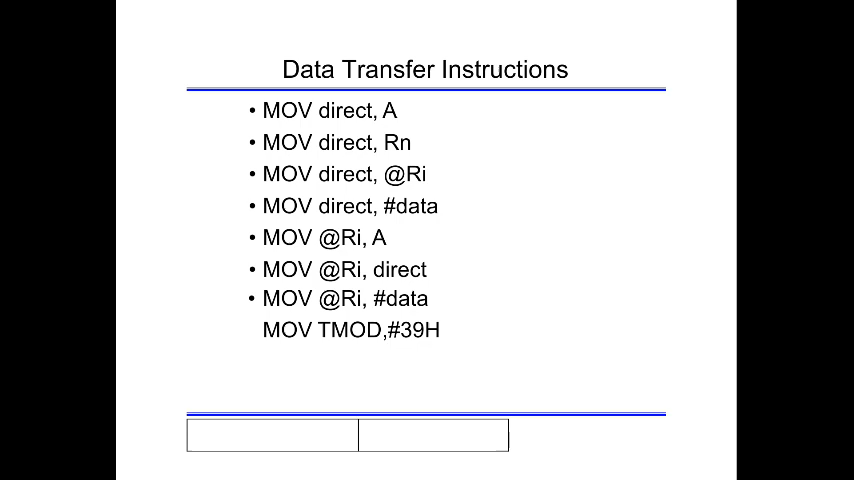 Data Transfer Instructions
• MOV direct, A
• MOV direct, Rn
• MOV direct, @Ri
• MOV direct, #data
• MOV @Ri, A
• MOV @Ri, direct
• MOV @Ri, #data
MOV TMOD,#39H